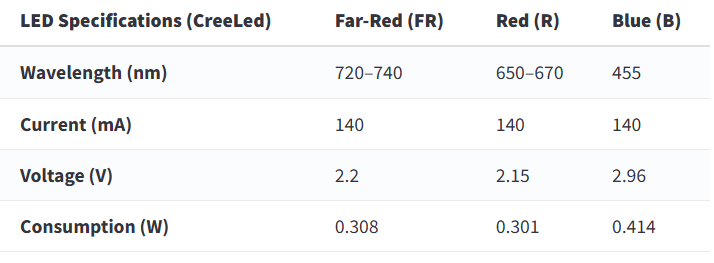 LED Specifications (CreeLed) Far-Red (FR) Red (R) Blue (B)
Wavelength (nm) 720–740 650–670 455
Current (mA) 140 140 140
Voltage (V) 2.2 2.15 2.96
Consumption (W) 0.308 0.301 0.414